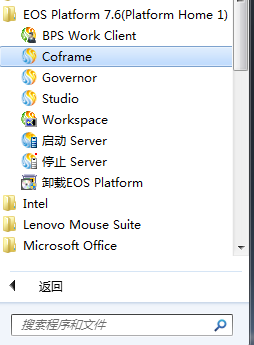 EOS Platform 7.6(Platform Home 1)
BPS Work Client
Coframe
Governor
Studio
Workspace
启动 Server
停止 Server
卸载EOS Platform
Intel
Lenovo Mouse Suite
Microsoft Office
返回
搜索程序和文件